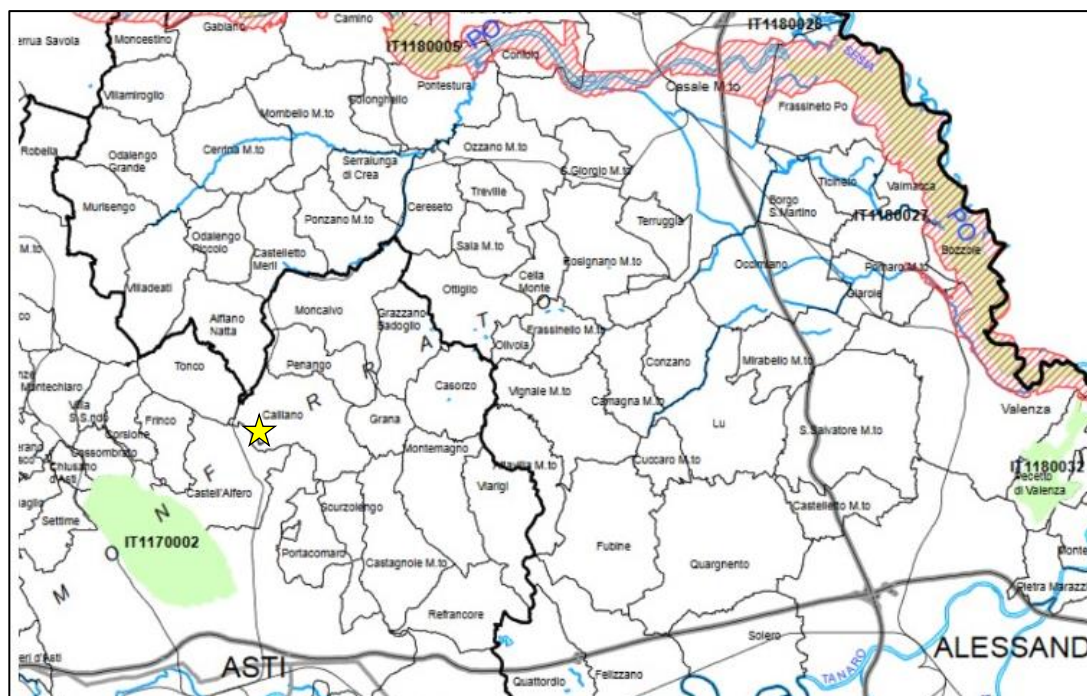 IT1180028
Gabiano
Camino
Moncestino
PO
IT1180005
Coniolo
SESIA
Pontestura
Casale M.to
Villamiroglio
Solonghello
Mombello M.to
Frassineto Po
Robella
Odalengo
Grande
Cerrina M.to
Ozzano M.to
Serralunga
di Crea
S.Giorgio M.to
Treville
Ticineto
Valmacca
Murisengo
Cereseto
Borgo
S.Martino
IT1180027
Ponzano M.to
Terruggia
PO
Odalengo
Piccolo
Sala M.to
Castelletto
Merli
Bozzole
Cella
Monte
Rosignano M.to
Occimiano
Pomaro M.to
Villadeati
Ottiglio
Giarole
Alfiano
Natta
Moncalvo
Grazzano
Badoglio
Frassinello M.to
Olivola
Tonco
Penango
Conzano
Mirabello M.to
Montechiaro
Casorzo
Vignale M.to
Camagna M.to
Villa
Frinco
Calliano
Grana
Valenza
Corsione
Lu
S.Salvatore M.to
Cossombrato
Montemagno
Chiusano
d'Asti
Cuccaro M.to
Altavilla M.to
IT1180032
Pecetto
di Valenza
Castell'Alfero
Viarigi
Castelletto M.to
Settime
Scurzolengo
IT1170002
Portacomaro
Fubine
Castagnole M.to
Quargnento
Pietra Marazzi
Refrancore
Solero
ASTI
ALESSAND
Quattordio
Felizzano
TANARO
M O N F R R A T O